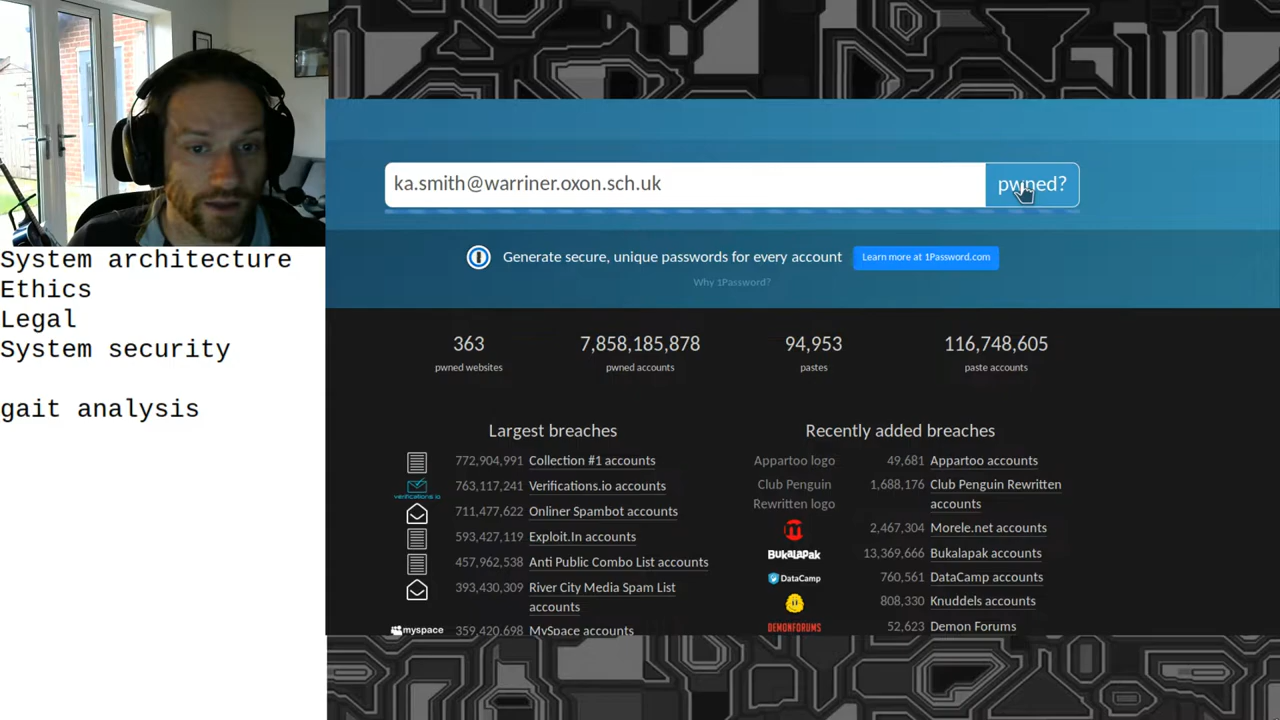 System architecture
Ethics
Legal
System security
gait analysis
ka.smith@warriner.oxon.sch.uk
pwned?
Generate secure, unique passwords for every account
Learn more at 1Password.com
Why 1Password?
363
pwned websites
7,858,185,878
pwned accounts
94,953
pastes
116,748,605
paste accounts
Largest breaches
772,904,991 Collection #1 accounts
verifications.io
763,117,241 Verifications.io accounts
711,477,622 Onliner Spambot accounts
593,427,119 Exploit.In accounts
457,962,538 Anti Public Combo List accounts
393,430,309 River City Media Spam List
accounts
myspace 359,420,698 MySpace accounts
Recently added breaches
Appartoo logo 49,681 Appartoo accounts
Club Penguin 1,688,176 Club Penguin Rewritten
Rewritten logo accounts
2,467,304 Morele.net accounts
BUKALAPAK 13,369,666 Bukalapak accounts
DataCamp 760,561 DataCamp accounts
808,330 Knuddels accounts
DEMONFORUMS 52,623 Demon Forums